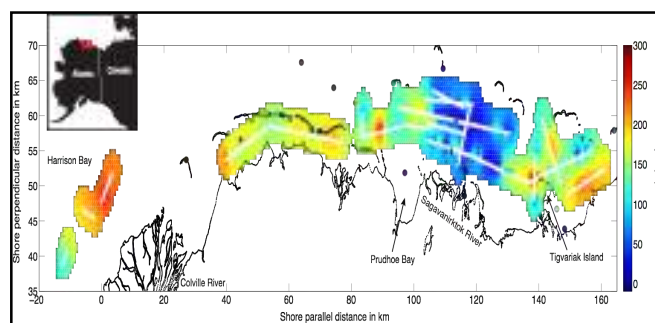 70
65
60
55
50
45
40
35
Shore perpendicular distance in km
Harrison Bay
Colville River
Prudhoe Bay
Sagavanirktok River
Tigvariak Island
-20 0 20 40 60 80 100 120 140 160
Shore parallel distance in km
300
250
200
150
100
50
0